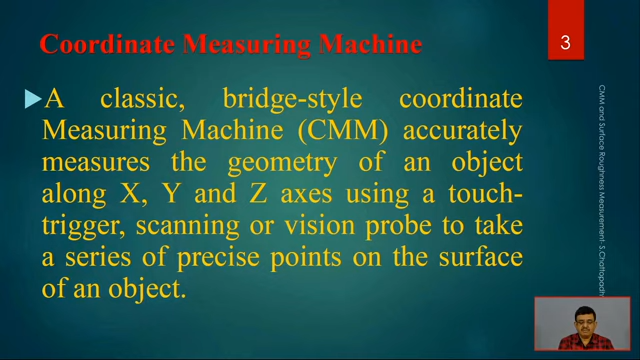 Coordinate Measuring Machine
3
A classic, bridge-style coordinate
Measuring Machine (CMM) accurately
measures the geometry of an object
along X, Y and Z axes using a touch-
trigger, scanning or vision probe to take
a series of precise points on the surface
of an object.
CMM and Surface Roughness Measurement- S Chattopadh